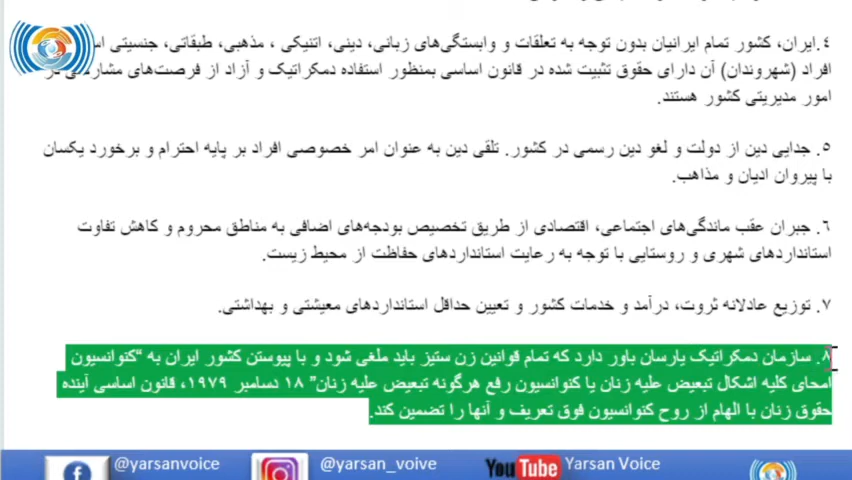 ۴.ایران، کشور تمام ایرانیان بدون توجه به تعلقات و وابستگی‌های زبانی، دینی، اتنیکی ، مذهبی، طبقاتی، جنسیتی
افراد (شهروندان) آن دارای حقوق تثبیت شده در قانون اساسی بمنظور استفاده دمکراتیک و آزاد از فرصت‌های
امور مدیریتی کشور هستند.
۵. جدایی دین از دولت و لغو دین رسمی در کشور. تلقی دین به عنوان امر خصوصی افراد بر پایه احترام و برخورد یکسان
با پیروان ادیان و مذاهب.
۶. جبران عقب ماندگی‌های اجتماعی، اقتصادی از طریق تخصیص بودجه‌های اضافی به مناطق محروم و کاهش تفاوت
استانداردهای شهری و روستایی با توجه به رعایت استانداردهای حفاظت از محیط زیست.
۷. توزیع عادلانه ثروت، درآمد و خدمات کشور و تعیین حداقل استانداردهای معیشتی و بهداشتی.
۸. سازمان دمکراتیک یارسان باور دارد که تمام قوانین زن ستیز باید ملغی شود و با پیوستن کشور ایران به “کنوانسیون
امحای کلیه اشکال تبعیض علیه زنان یا کنوانسیون رفع هرگونه تبعیض علیه زنان” ۱۸ دسامبر ۱۹۷۹، قانون اساسی آینده
حقوق زنان با الهام از روح کنوانسیون فوق تعریف و آنها را تضمین کند.
@yarsanvoice @yarsan_voive YouTube Yarsan Voice